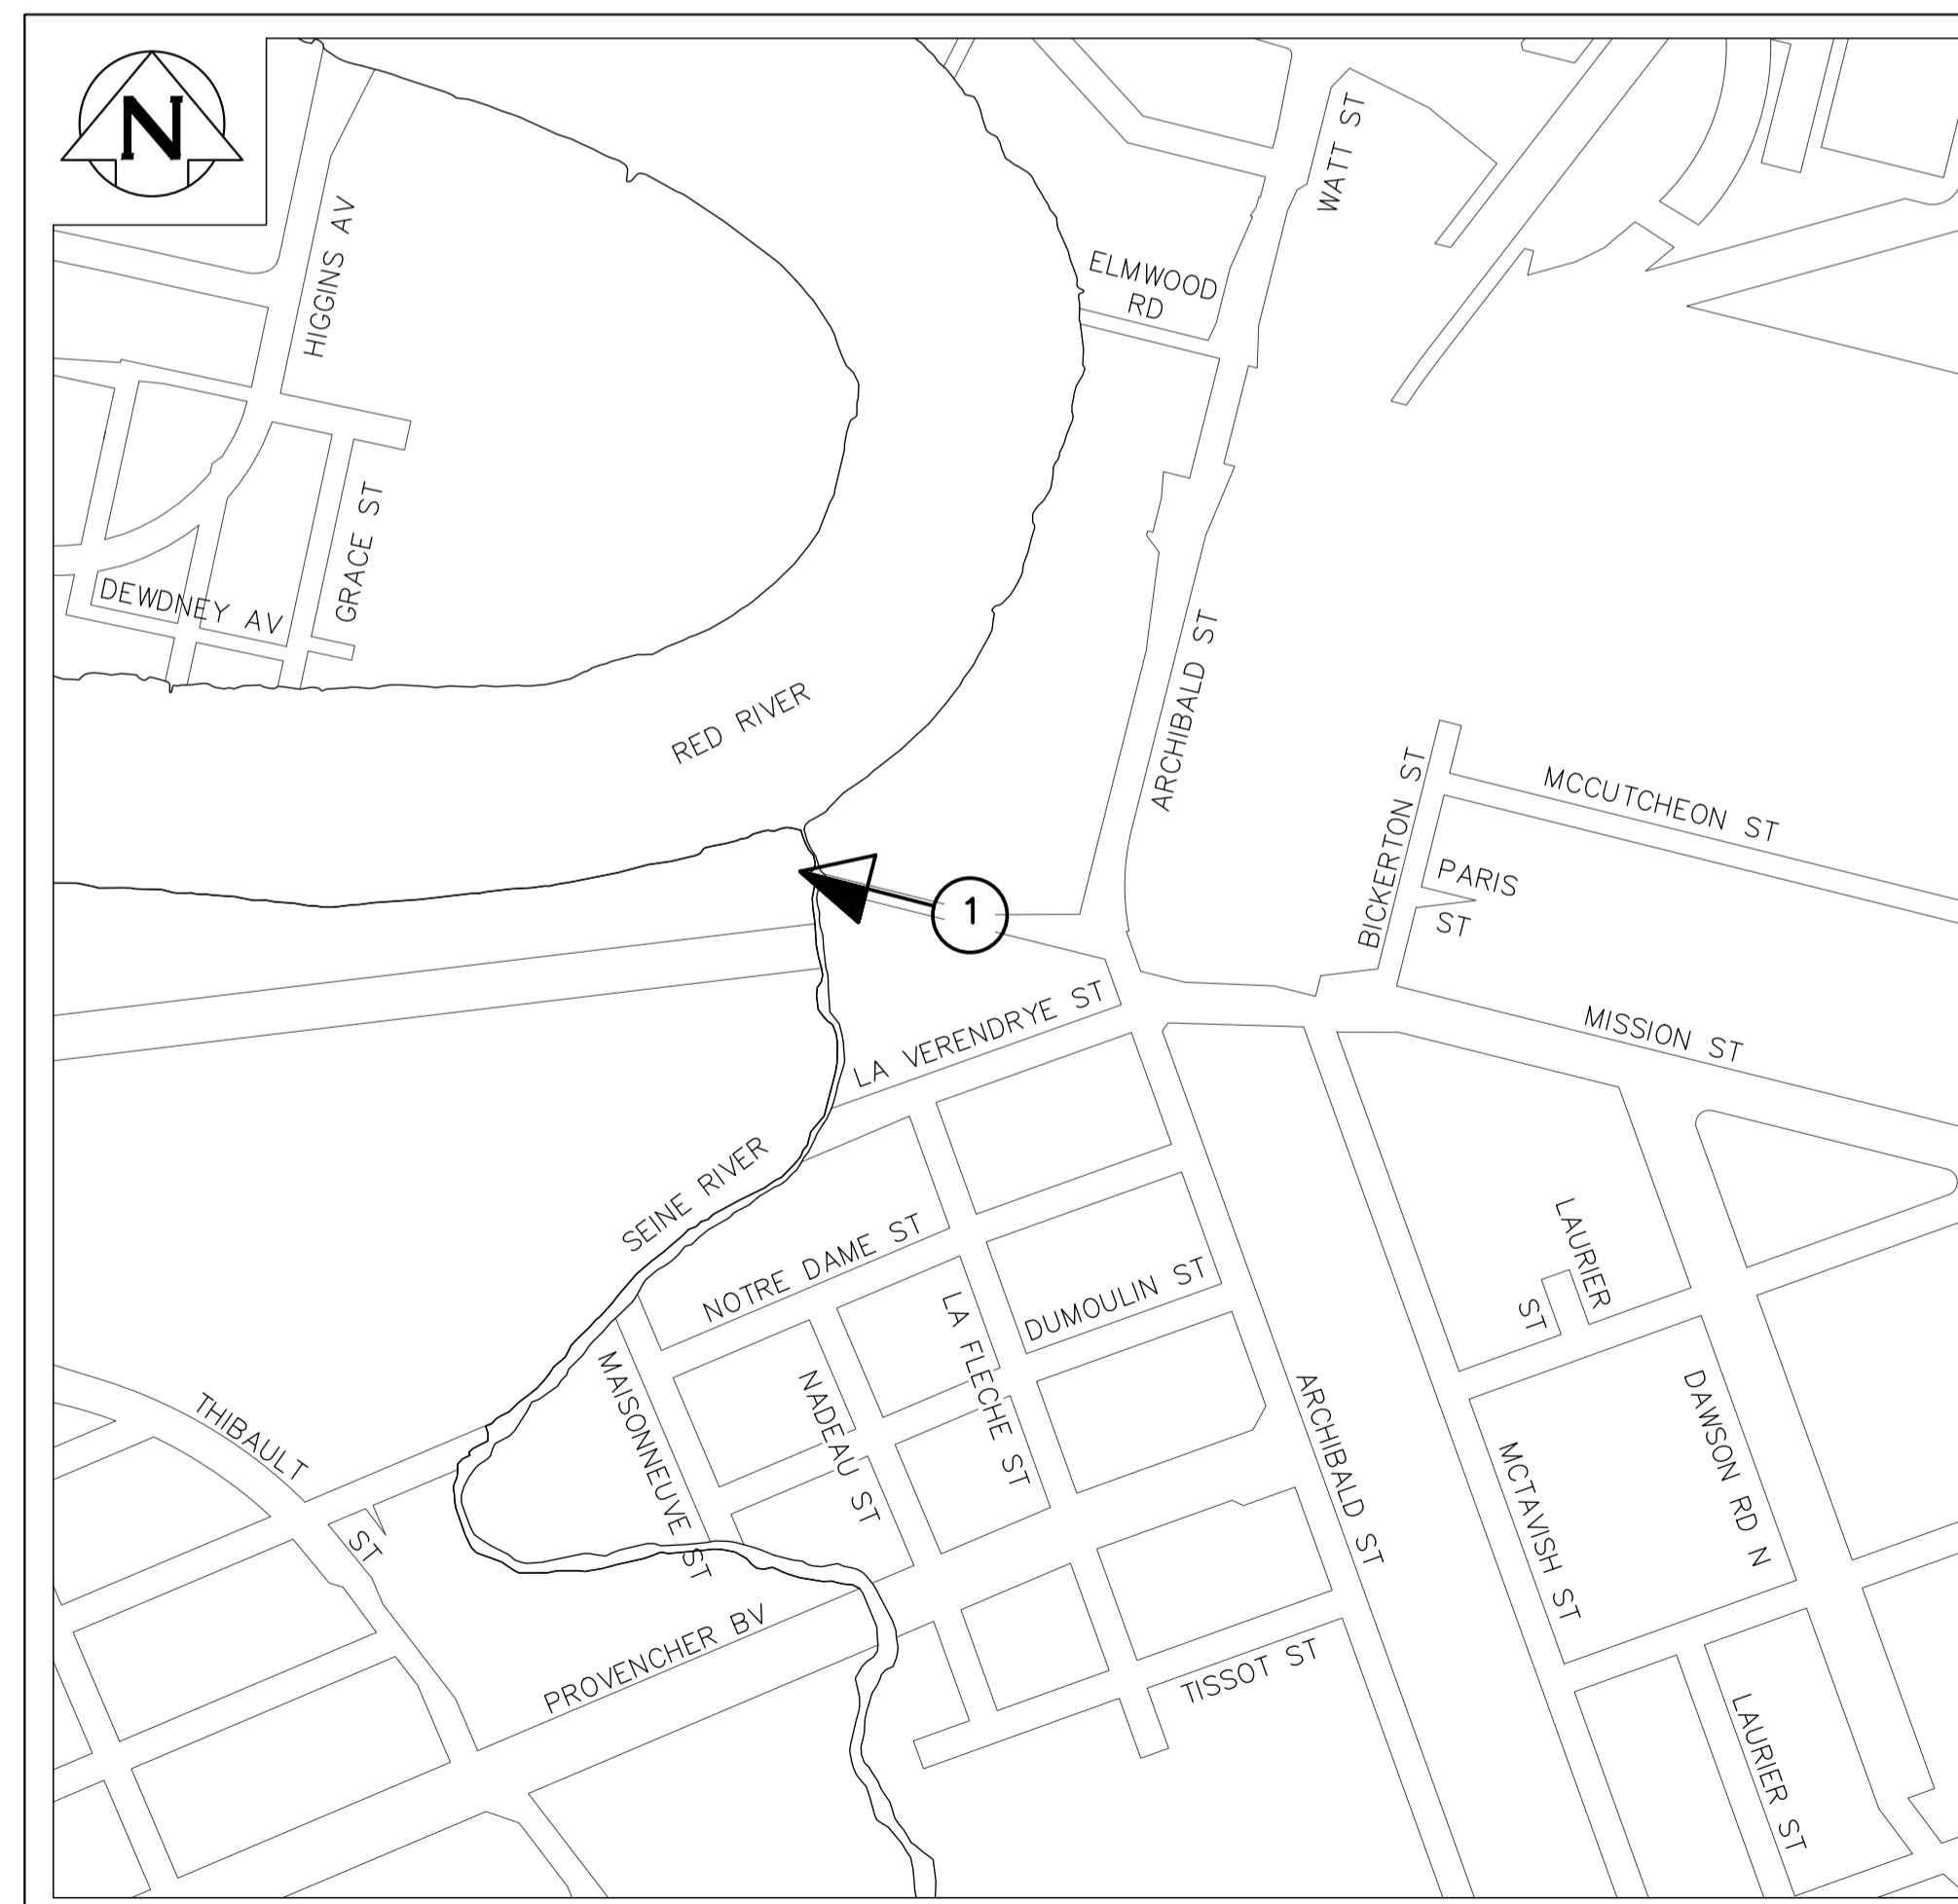 N
WATT ST
HIGGINS AV
ELMWOOD
RD
GRACE ST
DEWDNEY AV
RED RIVER
ARCHIBALD ST
BICKERTON ST
MCCUTCHEON ST
PARIS
ST
1
LA VERENDRYE ST
MISSION ST
SEINE RIVER
NOTRE DAME ST
LAURIER
ST
DUMOULIN ST
LA FLECHE ST
MAISONNEUVE ST
NADEAU ST
THIBAULT
ST
ARCHIBALD ST
DAWSON RD N
MCTAVISH ST
PROVENCHER BV
TISSOT ST
LAURIER ST